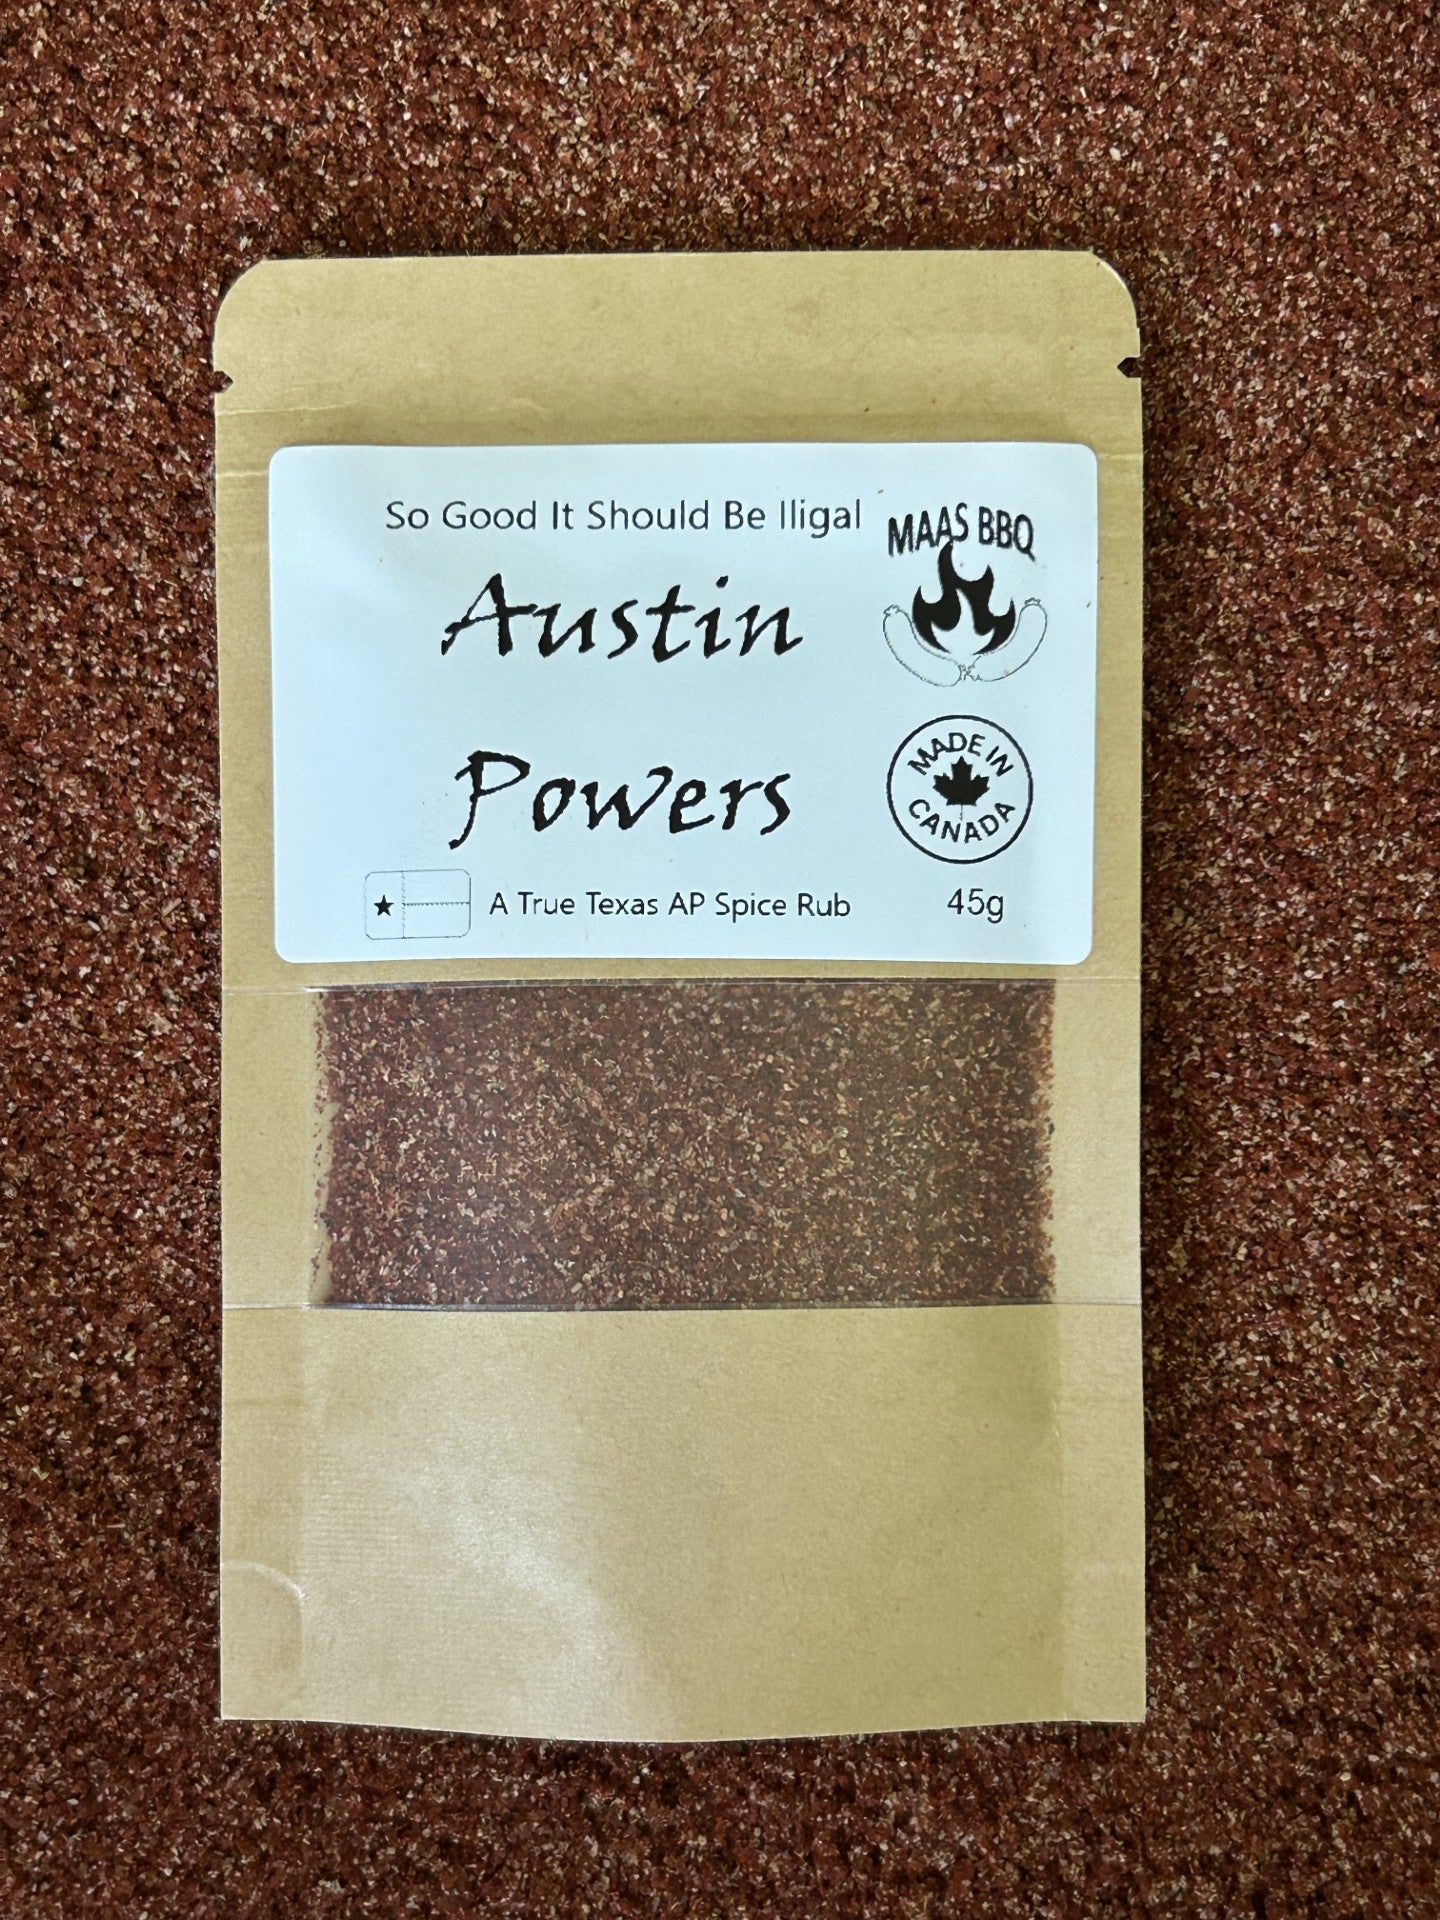 So Good It Should Be Iligal
MAAS BBQ
Austin
Powers
MADE IN
CANADA
A True Texas AP Spice Rub
45g